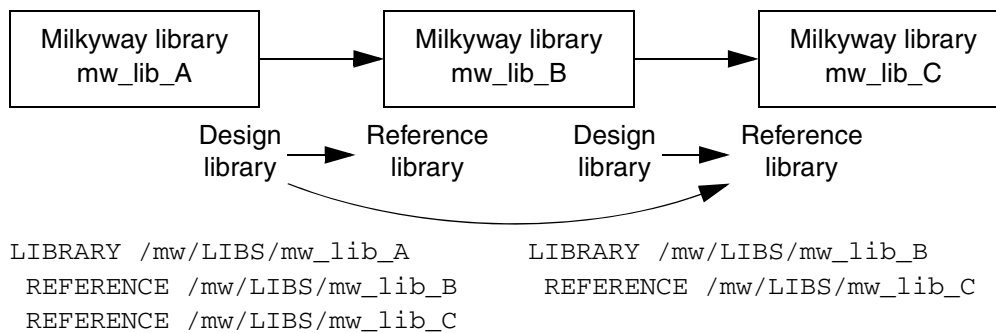 Milkyway library
mw_lib_A
Milkyway library
mw_lib_B
Milkyway library
mw_lib_C
Design
library
Reference
library
Design
library
Reference
library
LIBRARY /mw/LIBS/mw_lib_A
REFERENCE /mw/LIBS/mw_lib_B
REFERENCE /mw/LIBS/mw_lib_C
LIBRARY /mw/LIBS/mw_lib_B
REFERENCE /mw/LIBS/mw_lib_C